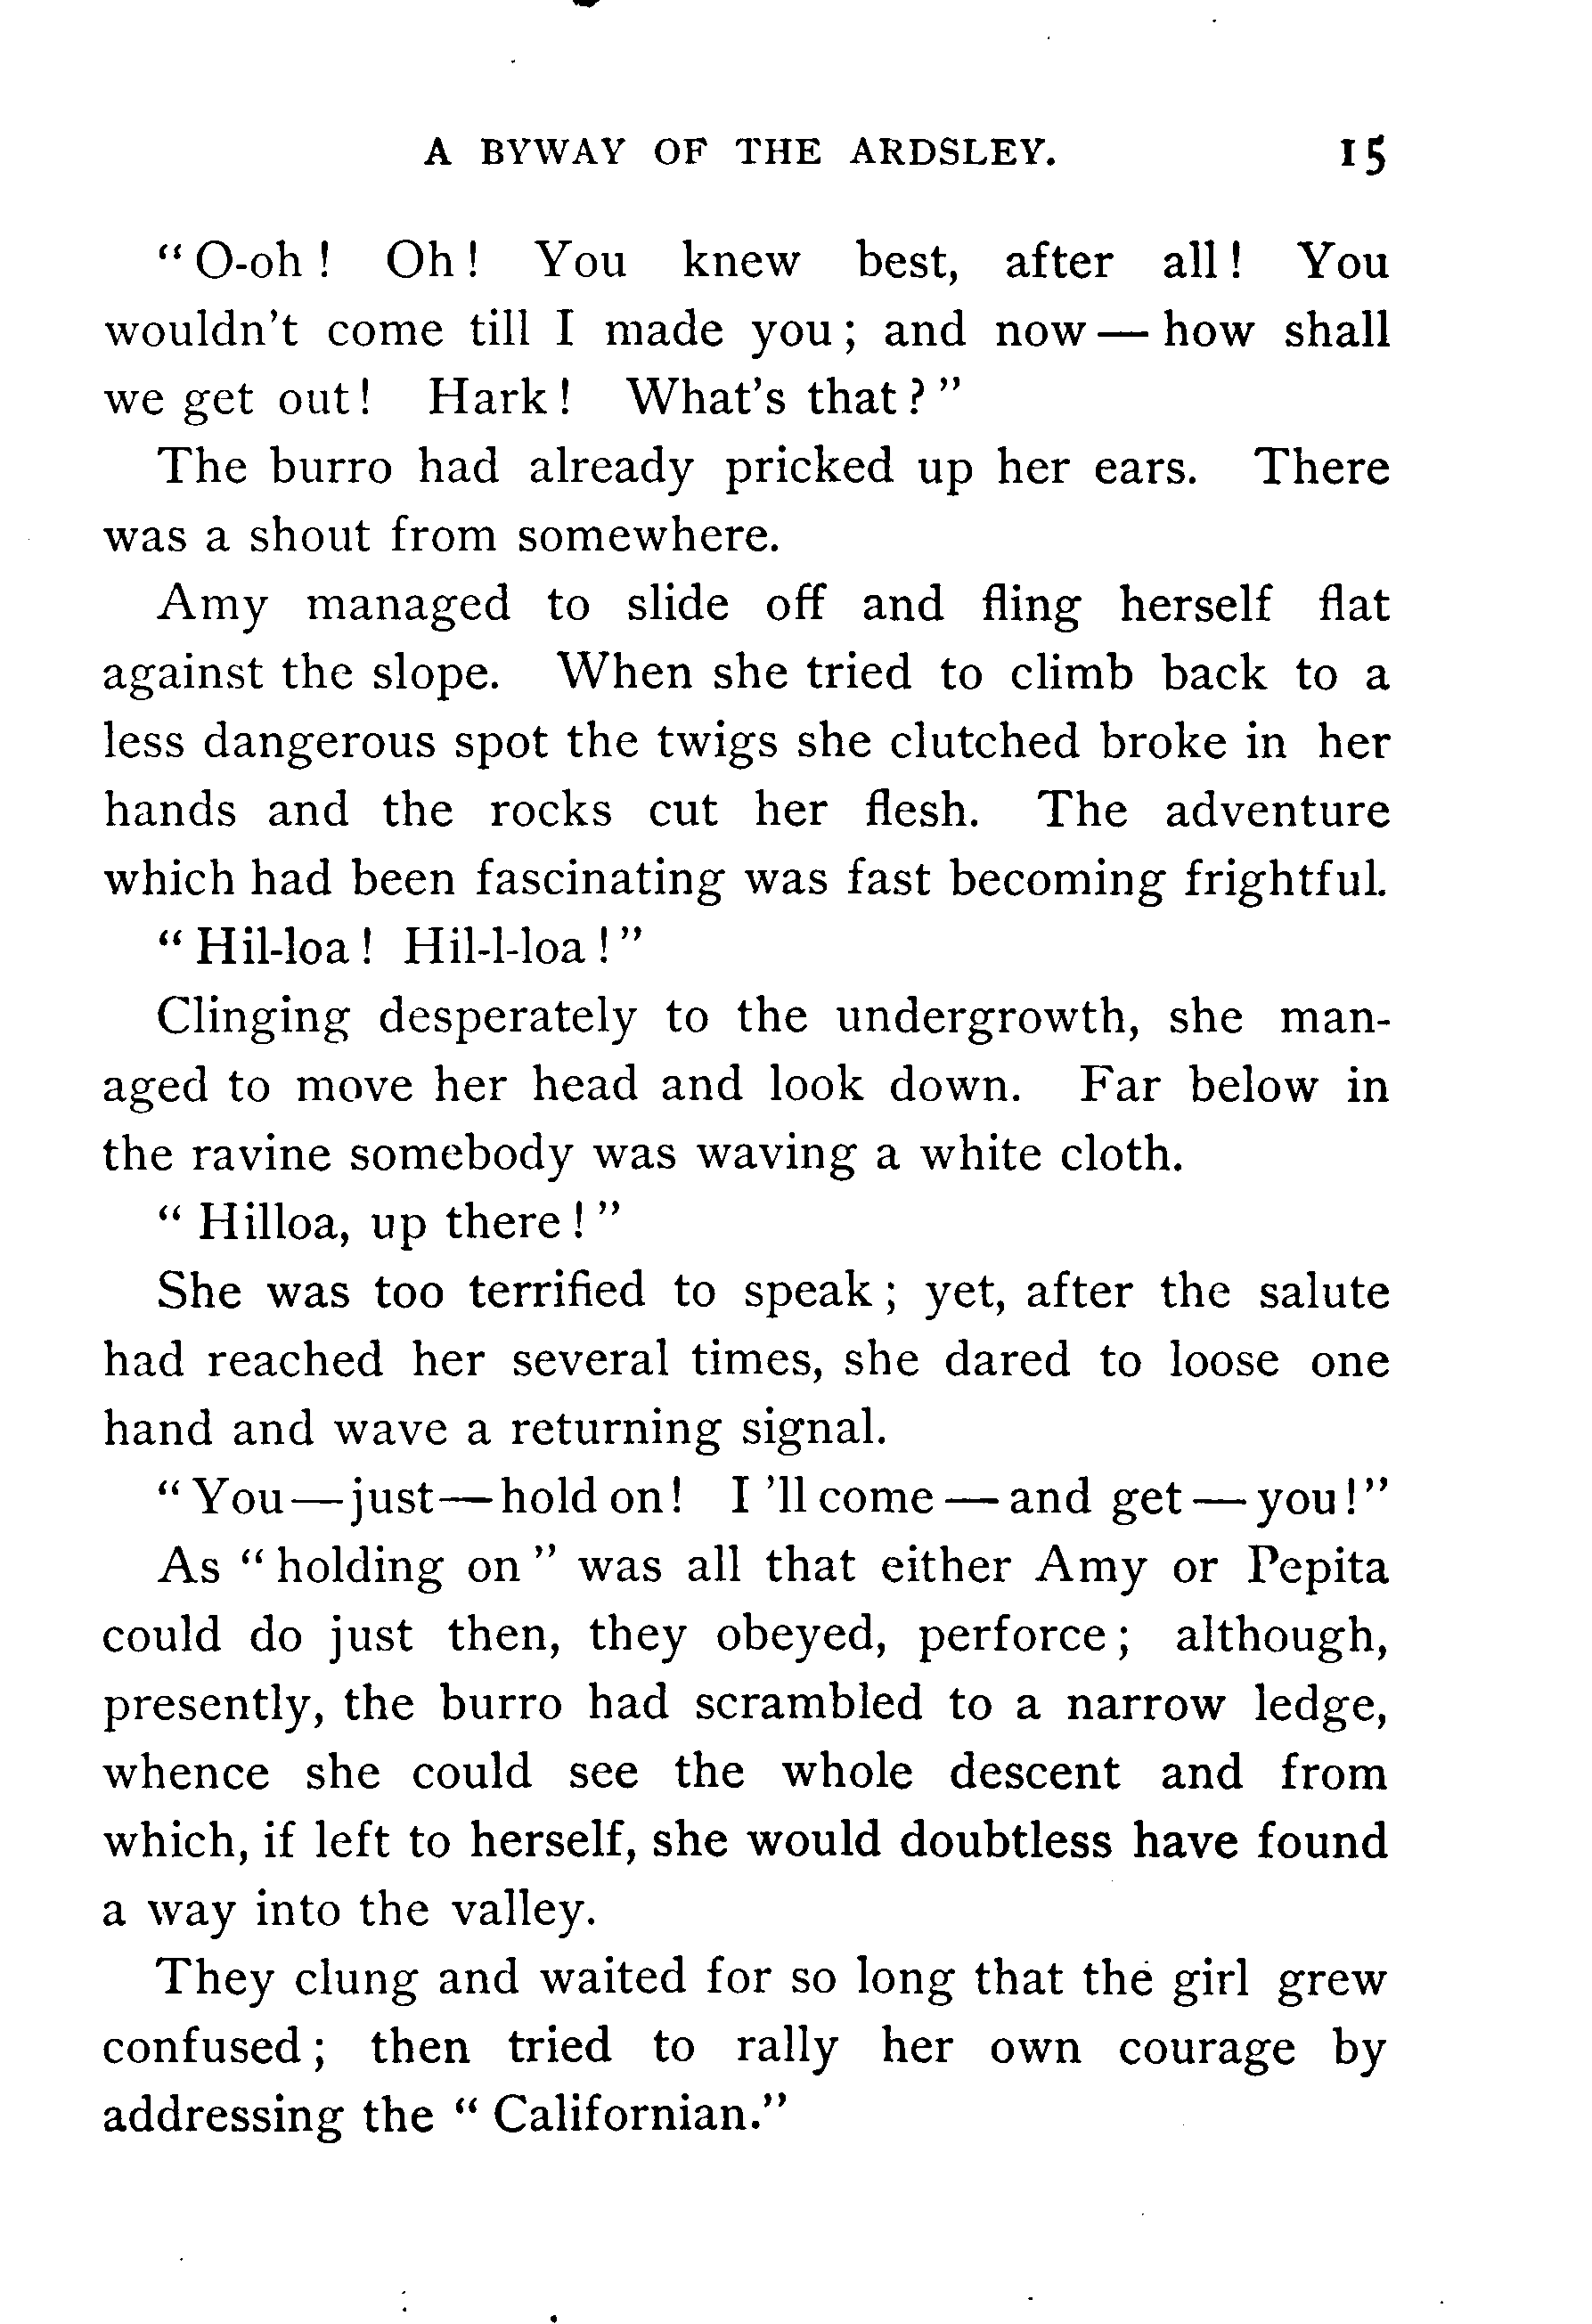 A BYWAY OF THE ARDSLEY. 15
"O-oh! Oh! You knew best, after all! You
wouldn't come till I made you; and now—how shall
we get out! Hark! What's that?"
The burro had already pricked up her ears. There
was a shout from somewhere.
Amy managed to slide off and fling herself flat
against the slope. When she tried to climb back to a
less dangerous spot the twigs she clutched broke in her
hands and the rocks cut her flesh. The adventure
which had been fascinating was fast becoming frightful.
"Hil-loa! Hil-l-loa!"
Clinging desperately to the undergrowth, she man-
aged to move her head and look down. Far below in
the ravine somebody was waving a white cloth.
"Hilloa, up there!"
She was too terrified to speak; yet, after the salute
had reached her several times, she dared to loose one
hand and wave a returning signal.
"You—just—hold on! I'll come—and get—you!"
As "holding on" was all that either Amy or Pepita
could do just then, they obeyed, perforce; although,
presently, the burro had scrambled to a narrow ledge,
whence she could see the whole descent and from
which, if left to herself, she would doubtless have found
a way into the valley.
They clung and waited for so long that the girl grew
confused; then tried to rally her own courage by
addressing the "Californian."